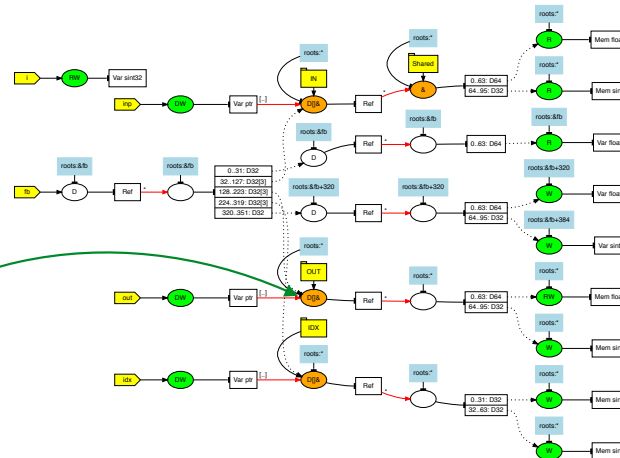 roots:*
R
Mem floa
roots:*
roots:*
IN
Shared
roots:*
i
RW
Var sint32
0..63: D64
64..95: D32
R
Mem sin
inp
DW
Var ptr
[..]
D[]&
Ref
*
&
roots:&fb
roots:&fb
roots:&fb
D
Ref
*
0..63: D64
R
Var floa
roots:&fb
roots:&fb
0..31: D32
32..127: D32[3]
128..223: D32[3]
224..319: D32[3]
320..351: D32
fb
D
Ref
*
roots:&fb+320
roots:&fb+320
roots:&fb+320
W
Var floa
D
Ref
*
0..63: D64
64..95: D32
roots:&fb+384
W
Var sint
roots:*
OUT
roots:*
roots:*
out
DW
Var ptr
[..]
D[]&
Ref
*
0..63: D64
64..95: D32
RW
Mem floa
IDX
roots:*
W
Mem sin
roots:*
roots:*
roots:*
idx
DW
Var ptr
[..]
D[]&
Ref
*
0..31: D32
32..63: D32
W
Mem sin
roots:*
W
Mem sin